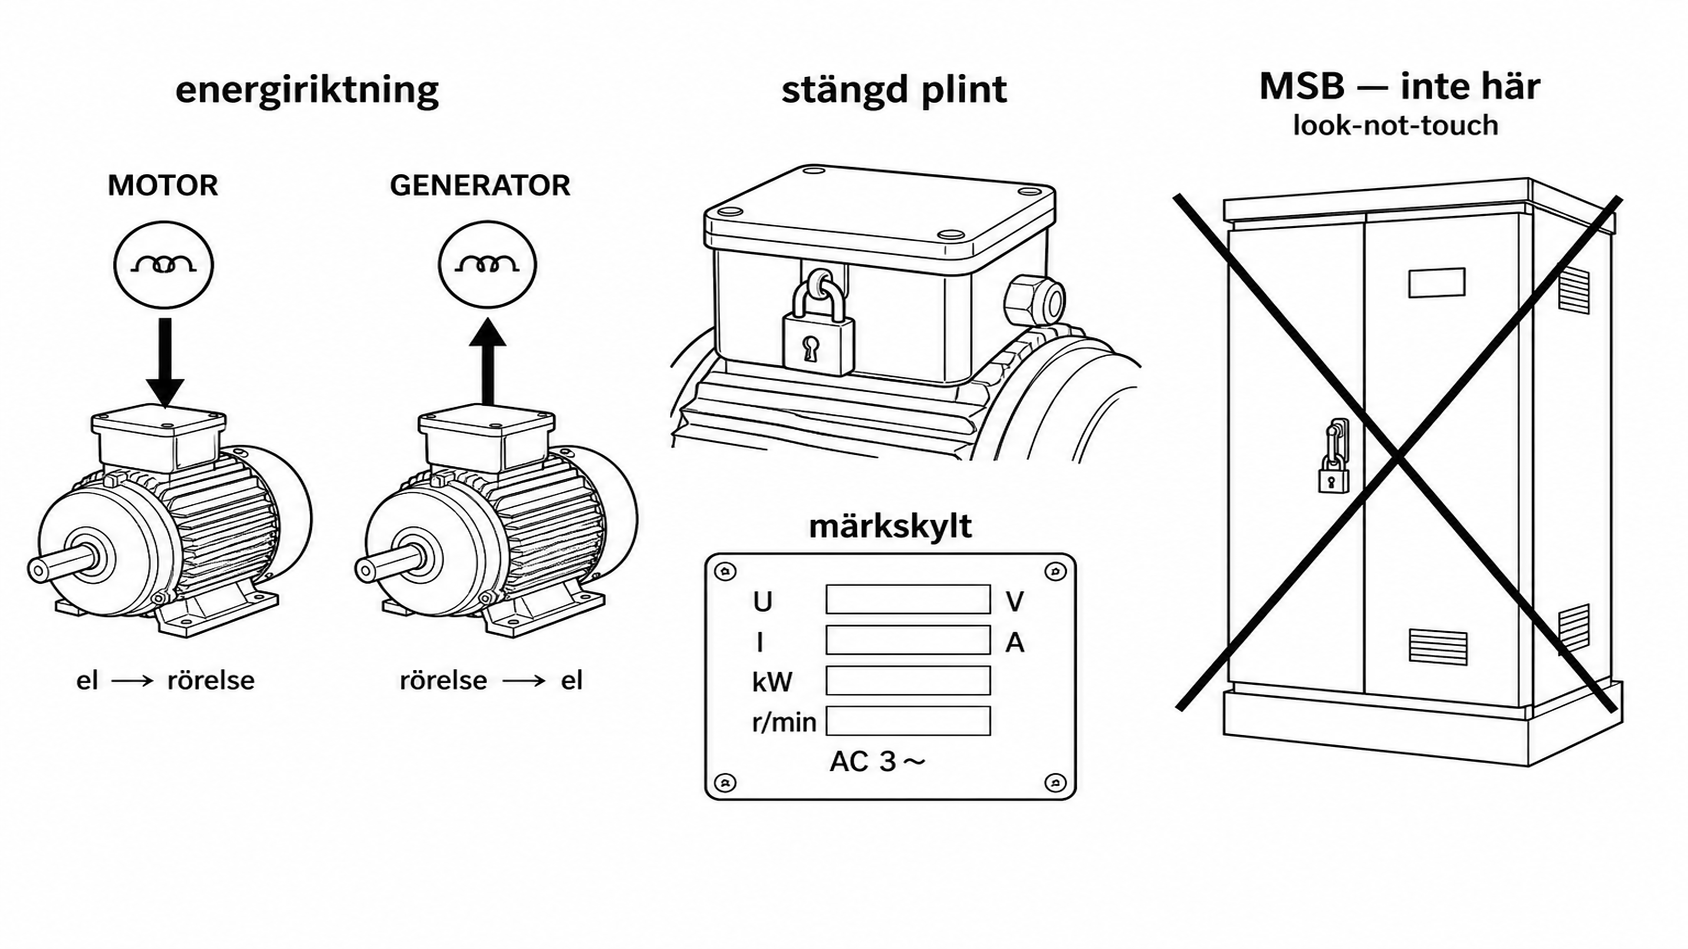 energiriktning
MOTOR
GENERATOR
el → rörelse
rörelse → el
stängd plint
märkskylt
U V
I A
kW
r/min
AC 3~
MSB — inte här
look-not-touch